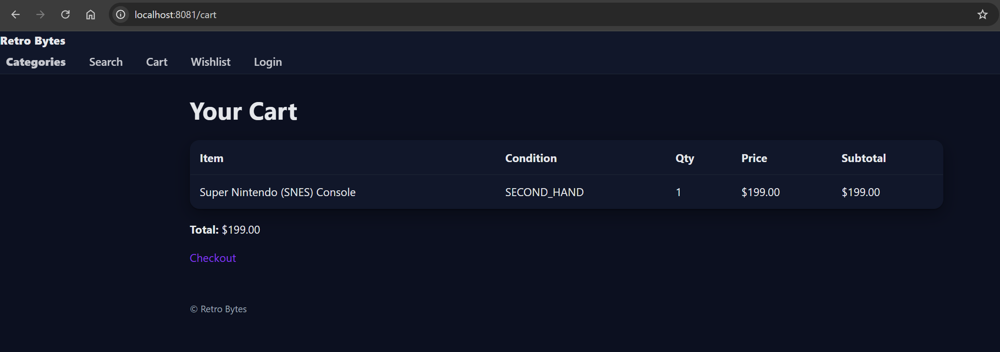 localhost:8081/cart
Retro Bytes
Categories Search Cart Wishlist Login
Your Cart
Item Condition Qty Price Subtotal
Super Nintendo (SNES) Console SECOND_HAND 1 $199.00 $199.00
Total: $199.00
Checkout
© Retro Bytes